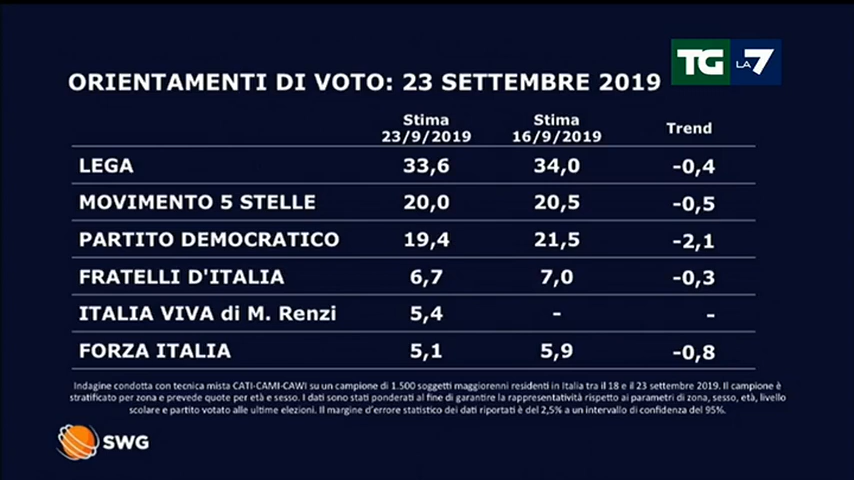 TG LA 7
ORIENTAMENTI DI VOTO: 23 SETTEMBRE 2019
Stima 23/9/2019 Stima 16/9/2019 Trend
LEGA 33,6 34,0 -0,4
MOVIMENTO 5 STELLE 20,0 20,5 -0,5
PARTITO DEMOCRATICO 19,4 21,5 -2,1
FRATELLI D'ITALIA 6,7 7,0 -0,3
ITALIA VIVA di M. Renzi 5,4 - -
FORZA ITALIA 5,1 5,9 -0,8
Indagine condotta con tecnica mista CATI-CAMI-CAWI su un campione di 1.500 soggetti maggiorenni residenti in Italia tra il 18 e il 23 settembre 2019. Il campione è
stratificato per zona e prevede quote per età e sesso. I dati sono stati ponderati al fine di garantire la rappresentatività rispetto ai parametri di zona, sesso, età, livello
scolare e partito votato alle ultime elezioni. Il margine d'errore statistico dei dati riportati è del 2,5% a un intervallo di confidenza del 95%.
SWG